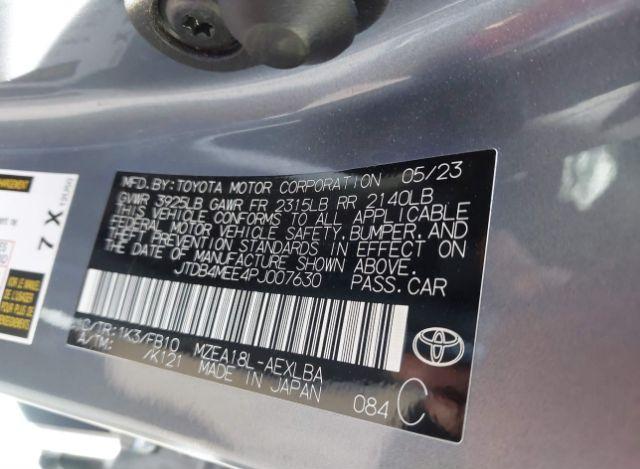 MFD.BY:TOYOTA MOTOR CORPORATION 05/23
GVWR 3925LB GAWR FR 2315LB RR 2140LB
THIS VEHICLE CONFORMS TO ALL APPLICABLE
FEDERAL MOTOR VEHICLE SAFETY,BUMPER, AND
THEFT PREVENTION STANDARDS IN EFFECT ON
THE DATE OF MANUFACTURE SHOWN ABOVE.
JTDB4MEE4PJ007630 PASS.CAR
C/TR:1K3/FB10 MZEA18L-AEXLBA
A/TM: /K121
MADE IN JAPAN 084 C
7 X